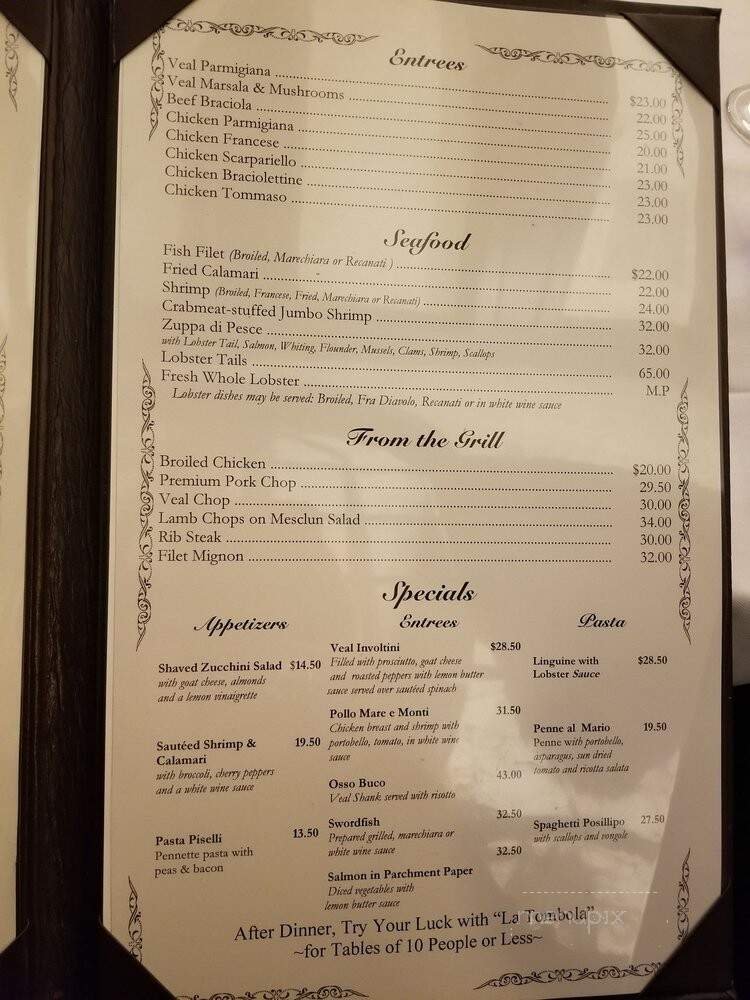 Entrees
Veal Parmigiana ........ $23.00
Veal Marsala & Mushrooms ........ 22.00
Beef Braciola ........ 25.00
Chicken Parmigiana ........ 20.00
Chicken Francese ........ 21.00
Chicken Scarpariello ........ 23.00
Chicken Braciolettine ........ 23.00
Chicken Tommaso ........ 23.00
Seafood
Fish Filet (Broiled, Marechiara or Recanati ) ........ $22.00
Fried Calamari ........ 22.00
Shrimp (Broiled, Francese, Fried, Marechiara or Recanati) ........ 24.00
Crabmeat-stuffed Jumbo Shrimp ........ 32.00
Zuppa di Pesce ........ 32.00
with Lobster Tail, Salmon, Whiting, Flounder, Mussels, Clams, Shrimp, Scallops
Lobster Tails ........ 65.00
Fresh Whole Lobster ........ M.P
Lobster dishes may be served: Broiled, Fra Diavolo, Recanati or in white wine sauce
From the Grill
Broiled Chicken ........ $20.00
Premium Pork Chop ........ 29.50
Veal Chop ........ 30.00
Lamb Chops on Mesclun Salad ........ 34.00
Rib Steak ........ 30.00
Filet Mignon ........ 32.00
Specials
Appetizers
Shaved Zucchini Salad $14.50
with goat cheese, almonds
and a lemon vinaigrette
Sautéed Shrimp & 19.50
Calamari
with broccoli, cherry peppers
and a white wine sauce
Pasta Piselli 13.50
Pennette pasta with
peas & bacon
Entrees
Veal Involtini $28.50
Filled with prosciutto, goat cheese
and roasted peppers with lemon butter
sauce served over sautéed spinach
Pollo Mare e Monti 31.50
Chicken breast and shrimp with
portobello, tomato, in white wine
sauce
Osso Buco 43.00
Veal Shank served with risotto
Swordfish 32.50
Prepared grilled, marechiara or
white wine sauce
Salmon in Parchment Paper 32.50
Diced vegetables with
lemon butter sauce
Pasta
Linguine with $28.50
Lobster Sauce
Penne al Mario 19.50
Penne with portobello,
asparagus, sun dried
tomato and ricotta salata
Spaghetti Posillipo 27.50
with scallops and vongole
After Dinner, Try Your Luck with “La Tombola”
~for Tables of 10 People or Less~